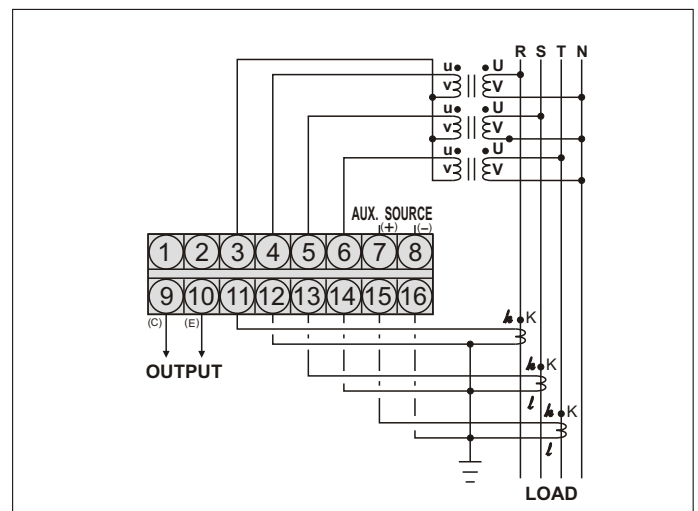 R S T N
u U
v V
u U
v V
u U
v V
AUX. SOURCE
(+) (−)
1 2 3 4 5 6 7 8
9 10 11 12 13 14 15 16
(C) (E)
OUTPUT
k K
k K
l
k K
l
LOAD